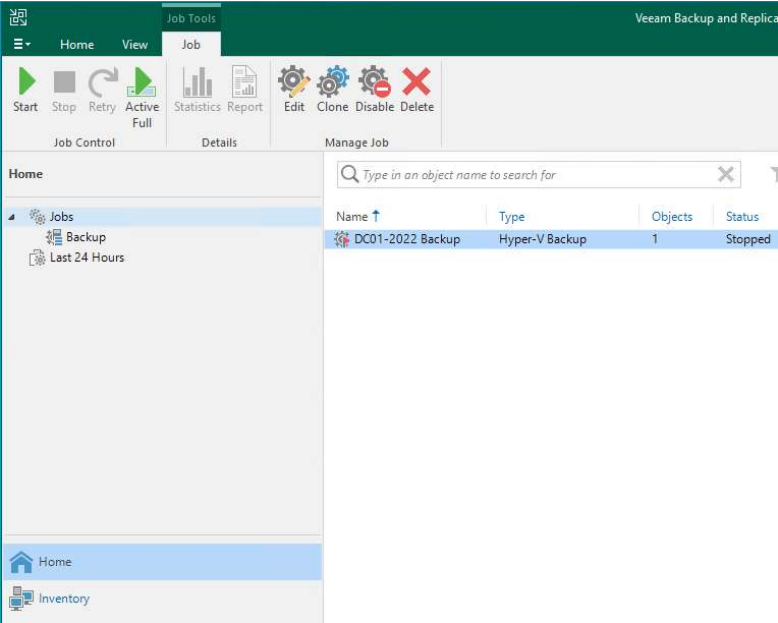 Job Tools
Veeam Backup and Replica
Home View Job
Start Stop Retry Active Full
Statistics Report
Edit Clone Disable Delete
Job Control Details Manage Job
Home
Type in an object name to search for
Jobs
Backup
Last 24 Hours
Name Type Objects Status
DC01-2022 Backup Hyper-V Backup 1 Stopped
Home
Inventory